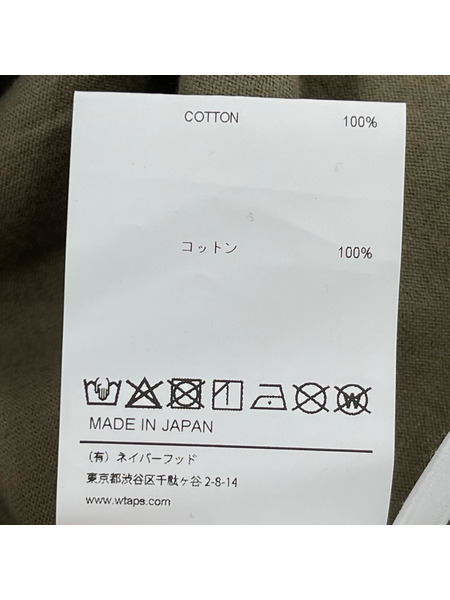 COTTON 100%
コットン 100%
W
MADE IN JAPAN
(有) ネイバーフッド
東京都渋谷区千駄ヶ谷 2-8-14
www.wtaps.com